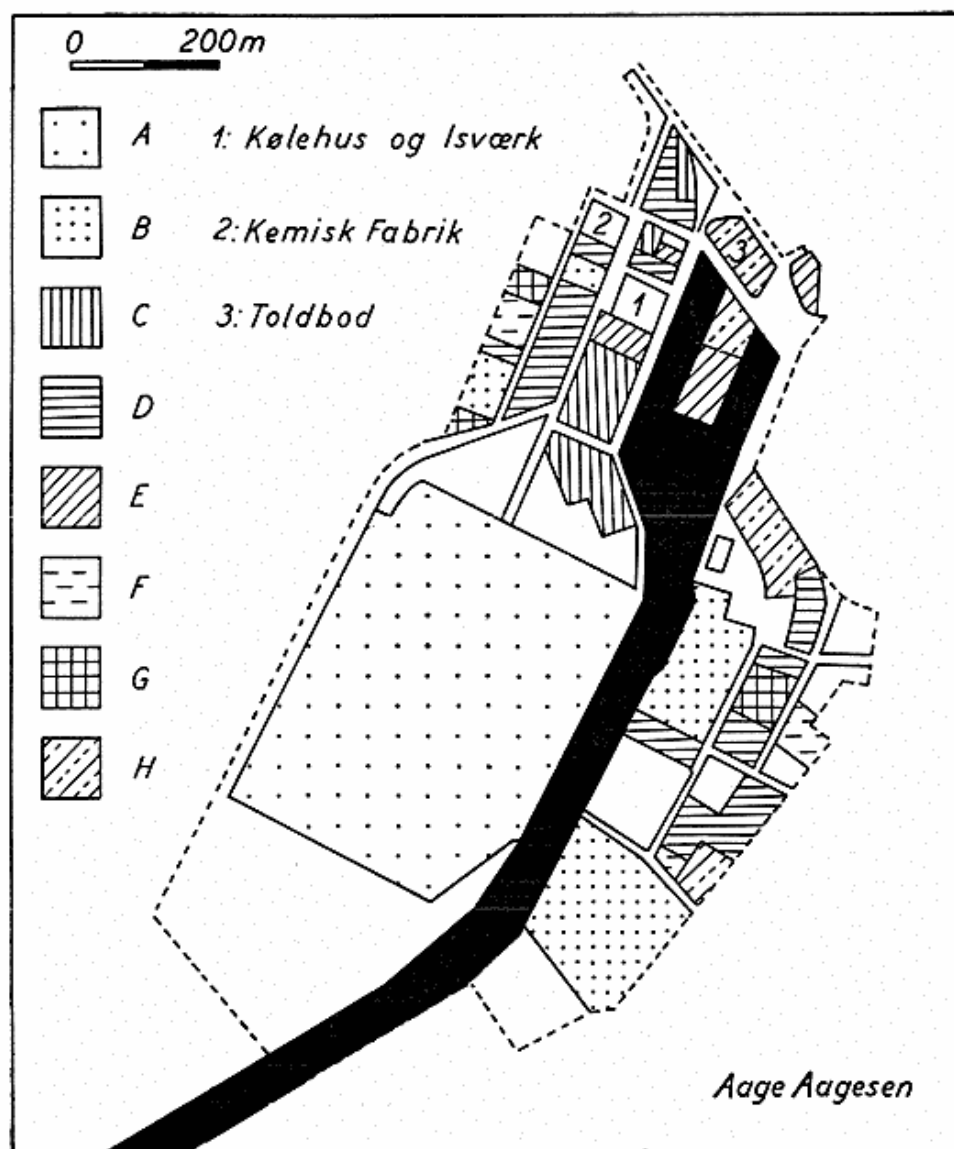 0 200m
A 1: Kølehus og Isværk
B 2: Kemisk Fabrik
C 3: Toldbod
D
E
F
G
H
2
3
1
Aage Aagesen